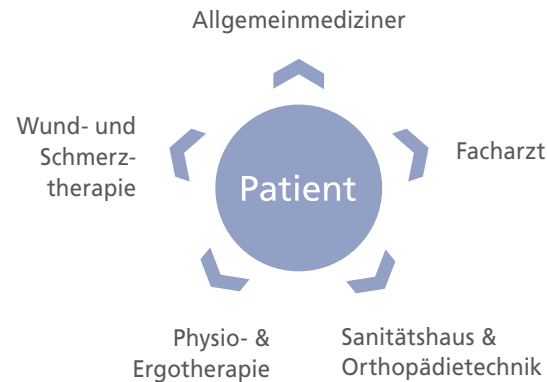 Allgemeinmediziner
Wund- und
Schmerz-
therapie
Facharzt
Patient
Physio- &
Ergotherapie
Sanitätshaus &
Orthopädietechnik